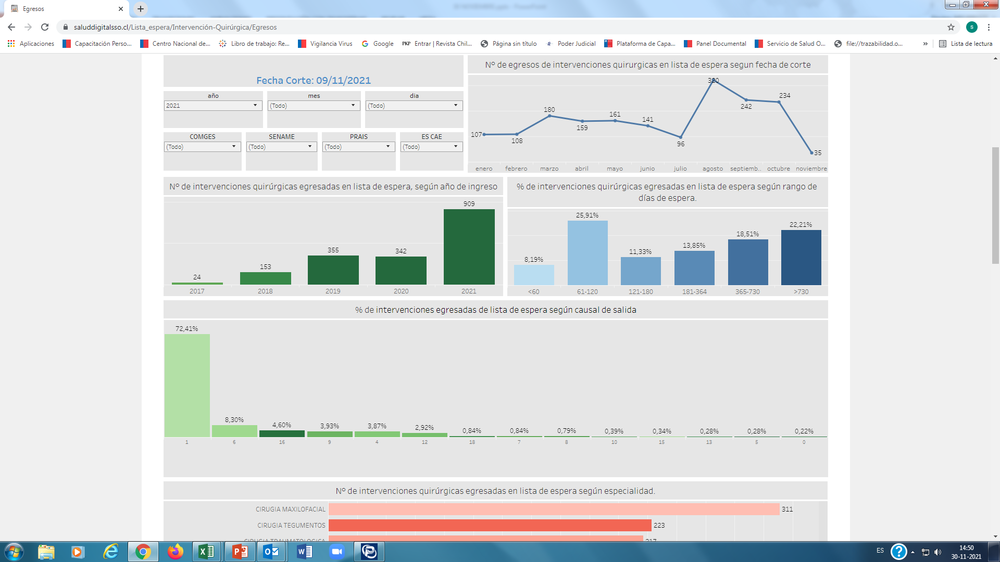 Egresos
saluddigitalsso.cl/Lista_espera/Intervención-Quirúrgica/Egresos
S
Aplicaciones
Capacitación Perso...
Centro Nacional de...
Libro de trabajo: Re...
Vigilancia Virus
Google
PKP Entrar | Revista Chil...
Página sin título
Poder Judicial
Plataforma de Capa...
Panel Documental
Servicio de Salud O...
file://trazabilidad.o...
»
Lista de lectura
Fecha Corte: 09/11/2021
año
mes
dia
2021
(Todo)
(Todo)
COMGES
SENAME
PRAIS
ES CAE
(Todo)
(Todo)
(Todo)
(Todo)
Nº de egresos de intervenciones quirurgicas en lista de espera segun fecha de corte
107
108
180
159
161
141
96
320
242
234
35
enero
febrero
marzo
abril
mayo
junio
julio
agosto
septiemb..
octubre
noviembre
Nº de intervenciones quirúrgicas egresadas en lista de espera, según año de ingreso
24
153
355
342
909
2017
2018
2019
2020
2021
% de intervenciones quirúrgicas egresadas en lista de espera según rango de
días de espera.
8,19%
25,91%
11,33%
13,85%
18,51%
22,21%
<60
61-120
121-180
181-364
365-730
>730
% de intervenciones egresadas de lista de espera según causal de salida
72,41%
8,30%
4,60%
3,93%
3,87%
2,92%
0,84%
0,84%
0,79%
0,39%
0,34%
0,28%
0,28%
0,22%
1
6
16
9
4
12
18
7
8
10
15
13
5
0
Nº de intervenciones quirúrgicas egresadas en lista de espera según especialidad.
CIRUGIA MAXILOFACIAL
311
CIRUGIA TEGUMENTOS
223
CIRUGIA TRAUMATOLOGICA
217
ES
14:50
30-11-2021